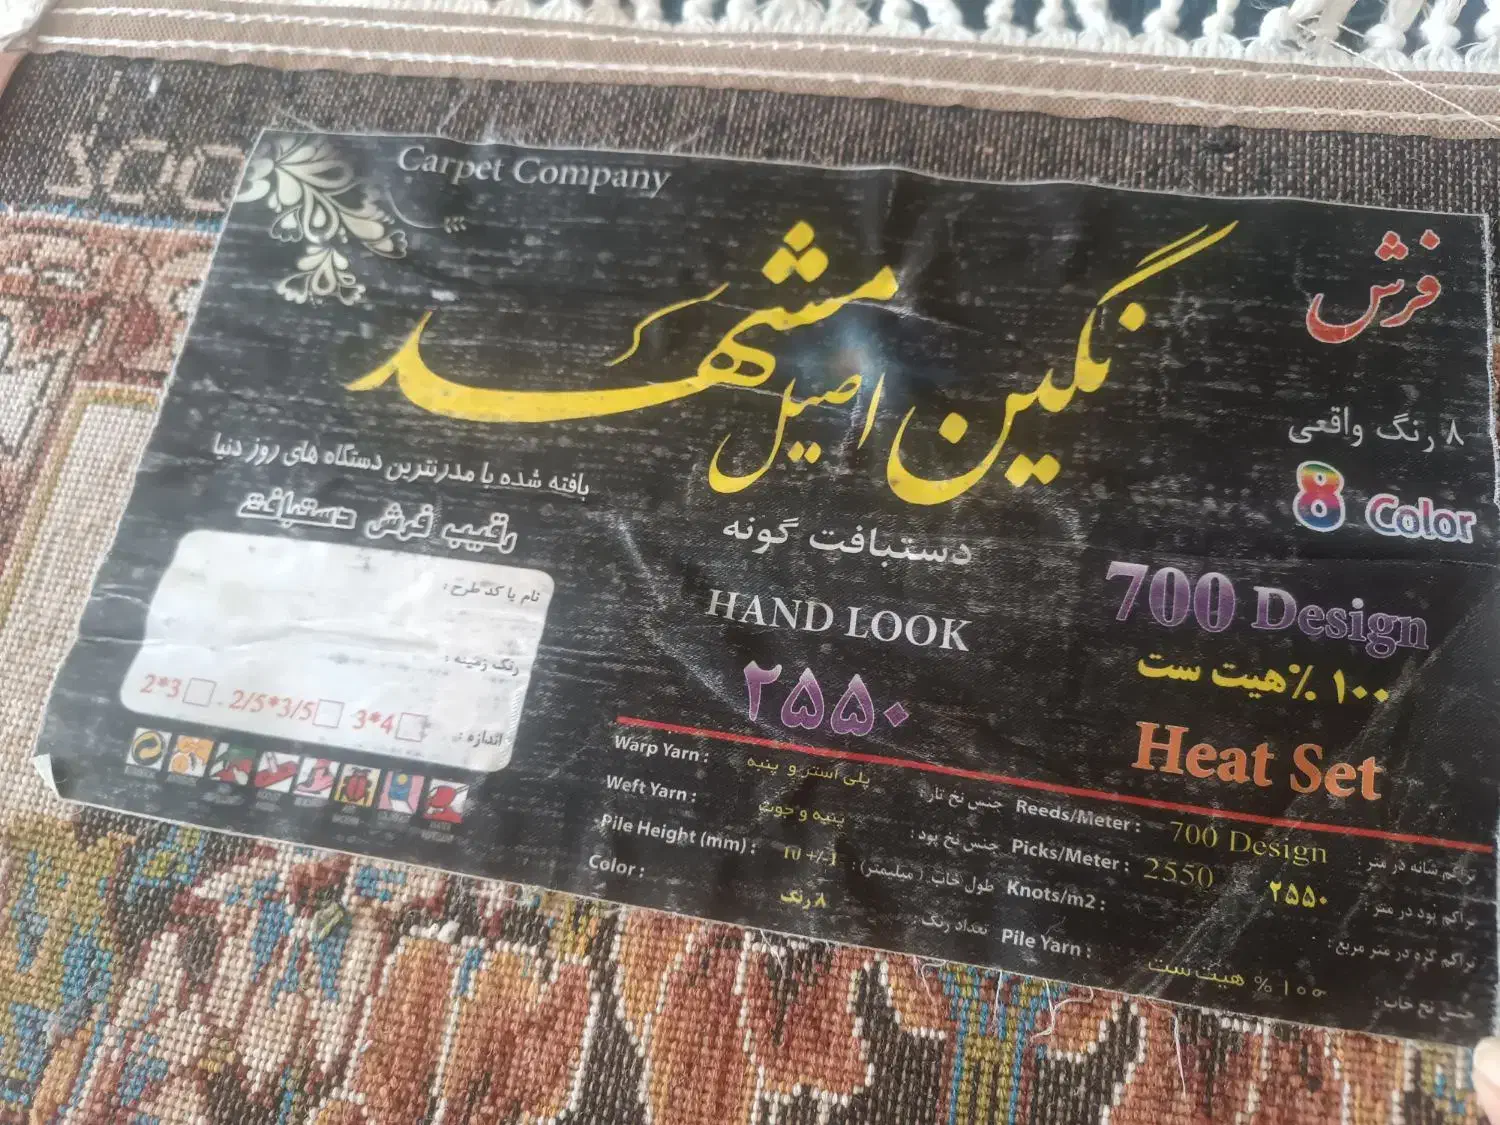 Carpet Company
فرش
نگین اصیل مشهد
۸ رنگ واقعی
8 Color
بافته شده با مدرنترین دستگاه های روز دنیا
رقیب فرش دستبافت
دستبافت گونه
HAND LOOK
۲۵۵۰
700 Design
۱۰۰ % هیت ست
Heat Set
نام یا کد طرح :
رنگ زمینه :
اندازه : 3*4 2/5*3/5 2*3
Warp Yarn : پلی استر و پنبه جنس نخ تار :
Weft Yarn : پنبه و جوت جنس نخ پود :
Pile Height (mm) : 10 +/-1 طول خاب ( میلیمتر) :
Color : ۸ رنگ تعداد رنگ
Reeds/Meter : 700 Design تراکم شانه در متر :
Picks/Meter : 2550 ۲۵۵۰ تراکم پود در متر :
Knots/m2 : تراکم گره در متر مربع :
Pile Yarn : ۱۰۰ % هیت ست جنس نخ خاب :